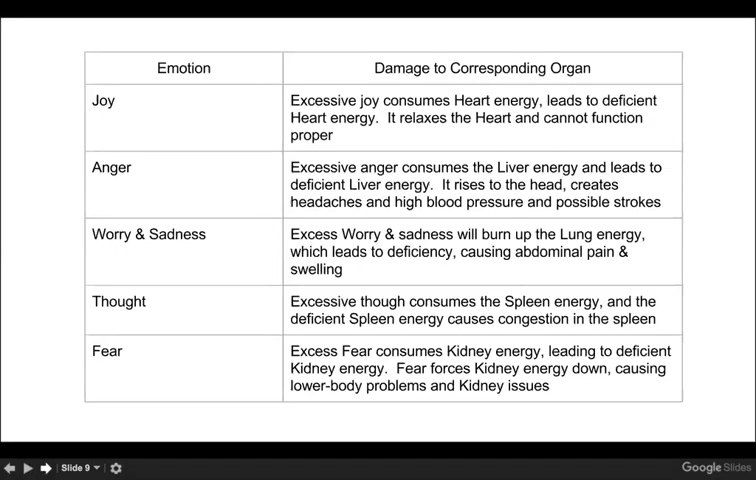 Emotion
Damage to Corresponding Organ
Joy
Excessive joy consumes Heart energy, leads to deficient
Heart energy.  It relaxes the Heart and cannot function
proper
Anger
Excessive anger consumes the Liver energy and leads to
deficient Liver energy.  It rises to the head, creates
headaches and high blood pressure and possible strokes
Worry & Sadness
Excess Worry & sadness will burn up the Lung energy,
which leads to deficiency, causing abdominal pain &
swelling
Thought
Excessive though consumes the Spleen energy, and the
deficient Spleen energy causes congestion in the spleen
Fear
Excess Fear consumes Kidney energy, leading to deficient
Kidney energy.  Fear forces Kidney energy down, causing
lower-body problems and Kidney issues
Slide 9
Google Slides